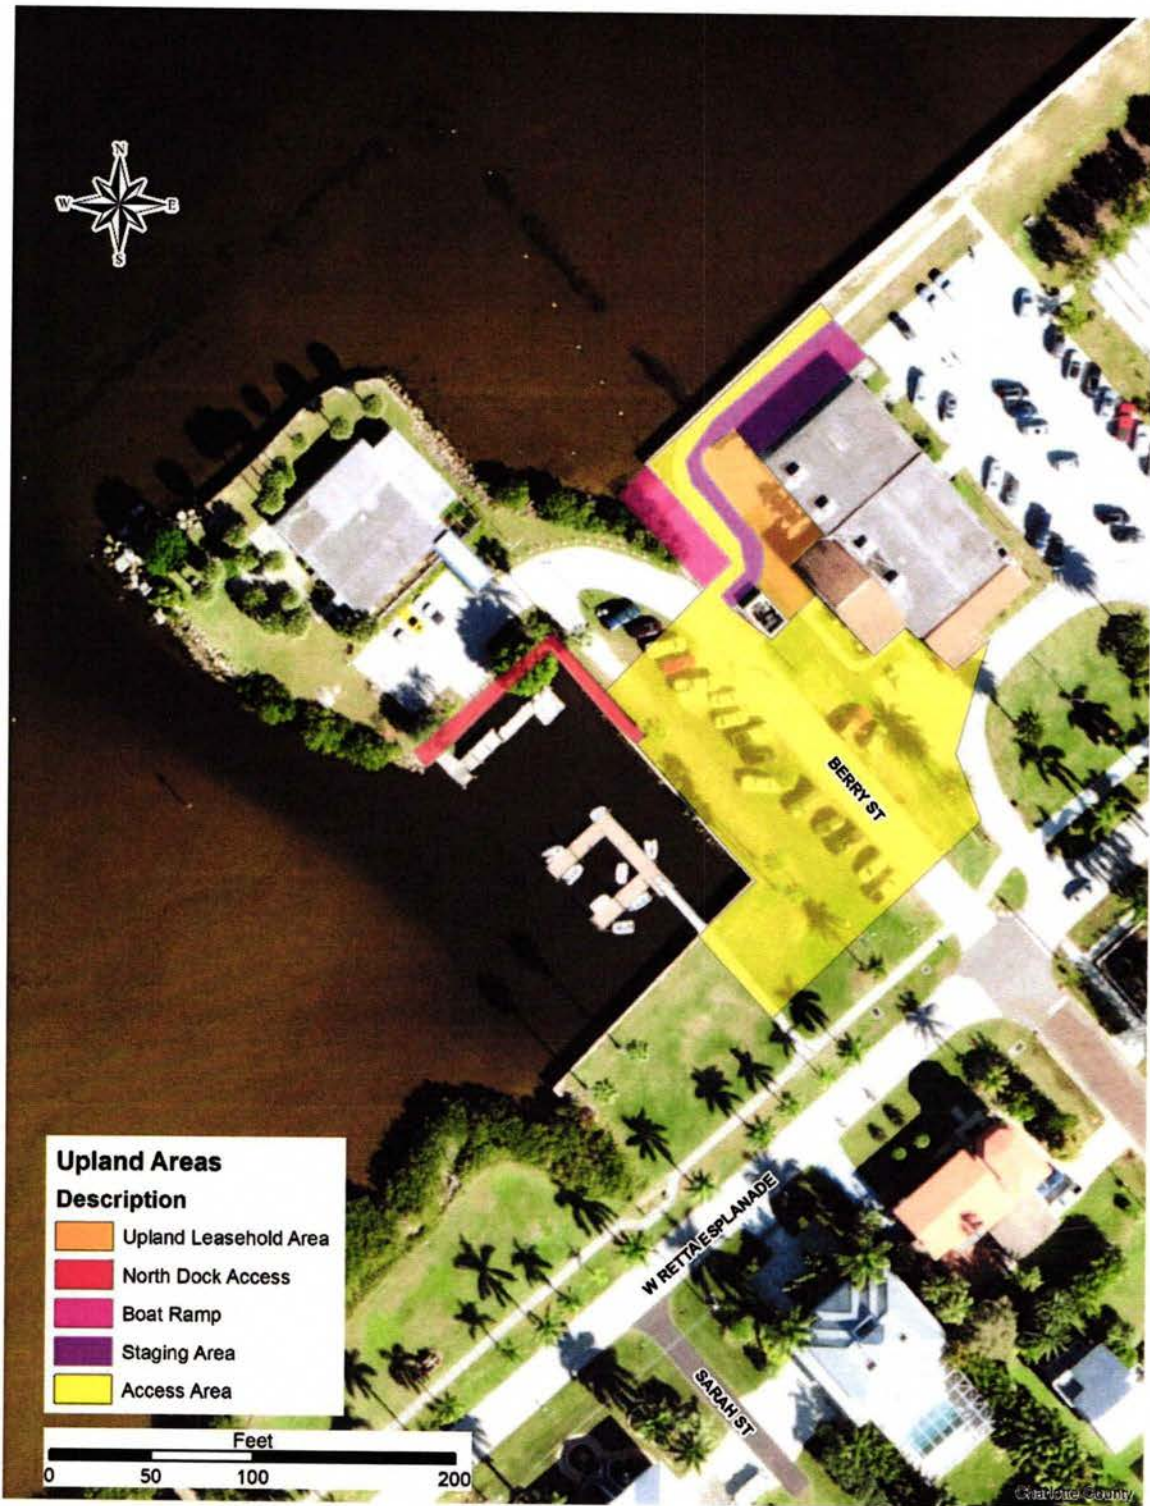 N
W E
S
BERRY ST
W RETTA ESPLANADE
SARAH ST
Upland Areas
Description
Upland Leasehold Area
North Dock Access
Boat Ramp
Staging Area
Access Area
Feet
0 50 100 200
Charlotte County